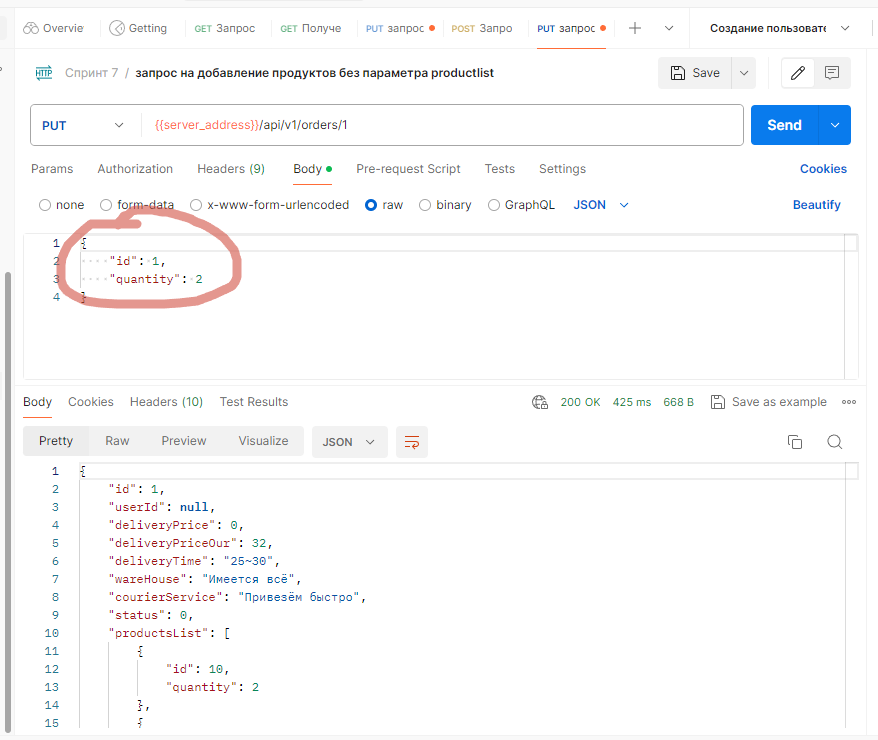 Overvie Getting GET Запрос GET Получе PUT запрос POST Запро PUT запрос Создание пользовате
HTTP Спринт 7 / запрос на добавление продуктов без параметра productlist Save
PUT {{server_address}}/api/v1/orders/1 Send
Params Authorization Headers (9) Body Pre-request Script Tests Settings Cookies
none form-data x-www-form-urlencoded raw binary GraphQL JSON Beautify
1 {
2 "id": 1,
3 "quantity": 2
4 }
Body Cookies Headers (10) Test Results 200 OK 425 ms 668 B Save as example
Pretty Raw Preview Visualize JSON
1 {
2 "id": 1,
3 "userId": null,
4 "deliveryPrice": 0,
5 "deliveryPriceOur": 32,
6 "deliveryTime": "25~30",
7 "wareHouse": "Имеется всё",
8 "courierService": "Привезём быстро",
9 "status": 0,
10 "productsList": [
11 {
12 "id": 10,
13 "quantity": 2
14 },
15 {